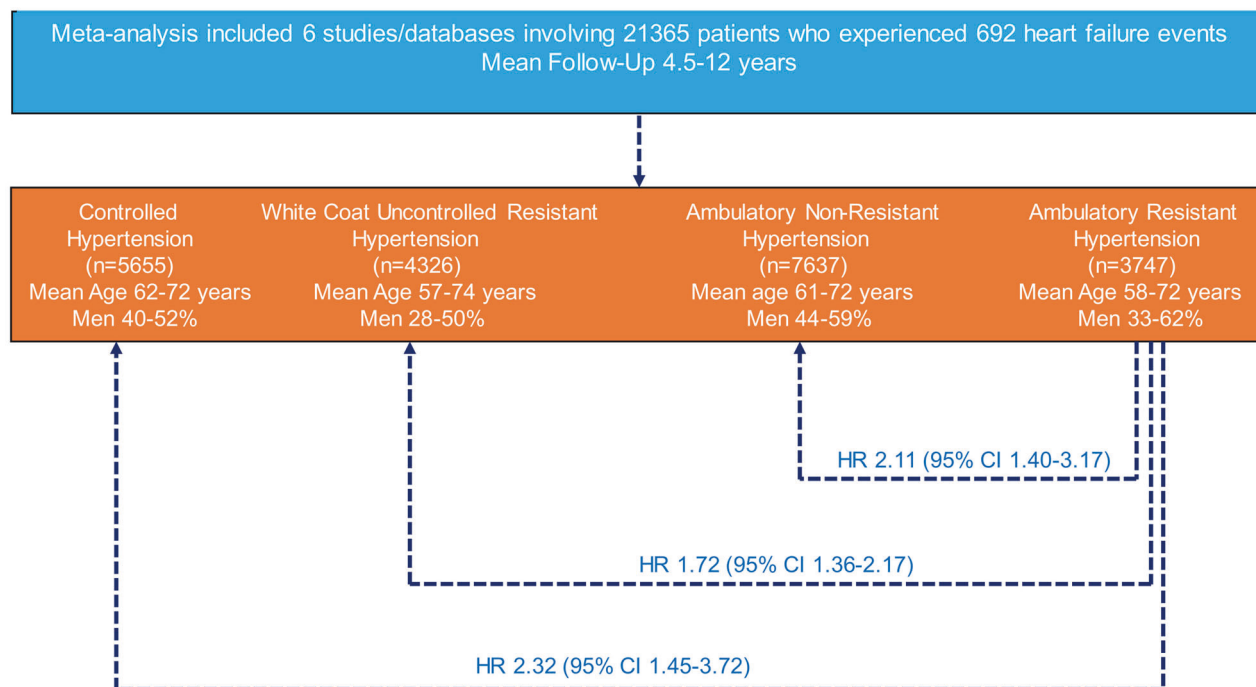 Meta-analysis included 6 studies/databases involving 21365 patients who experienced 692 heart failure events
Mean Follow-Up 4.5-12 years
Controlled
Hypertension
(n=5655)
Mean Age 62-72 years
Men 40-52%
White Coat Uncontrolled Resistant
Hypertension
(n=4326)
Mean Age 57-74 years
Men 28-50%
Ambulatory Non-Resistant
Hypertension
(n=7637)
Mean age 61-72 years
Men 44-59%
Ambulatory Resistant
Hypertension
(n=3747)
Mean Age 58-72 years
Men 33-62%
HR 2.11 (95% CI 1.40-3.17)
HR 1.72 (95% CI 1.36-2.17)
HR 2.32 (95% CI 1.45-3.72)